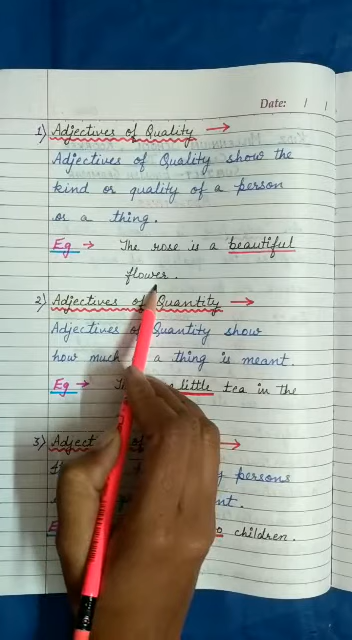 Date: / /
1) Adjectives of Quality →
Adjectives of Quality show the
kind or quality of a person
or a thing.
Eg → The rose is a beautiful
flower.
2) Adjectives of Quantity →
Adjectives of Quantity show
how much a thing is meant.
Eg → little tea in the
3) →
persons
children.